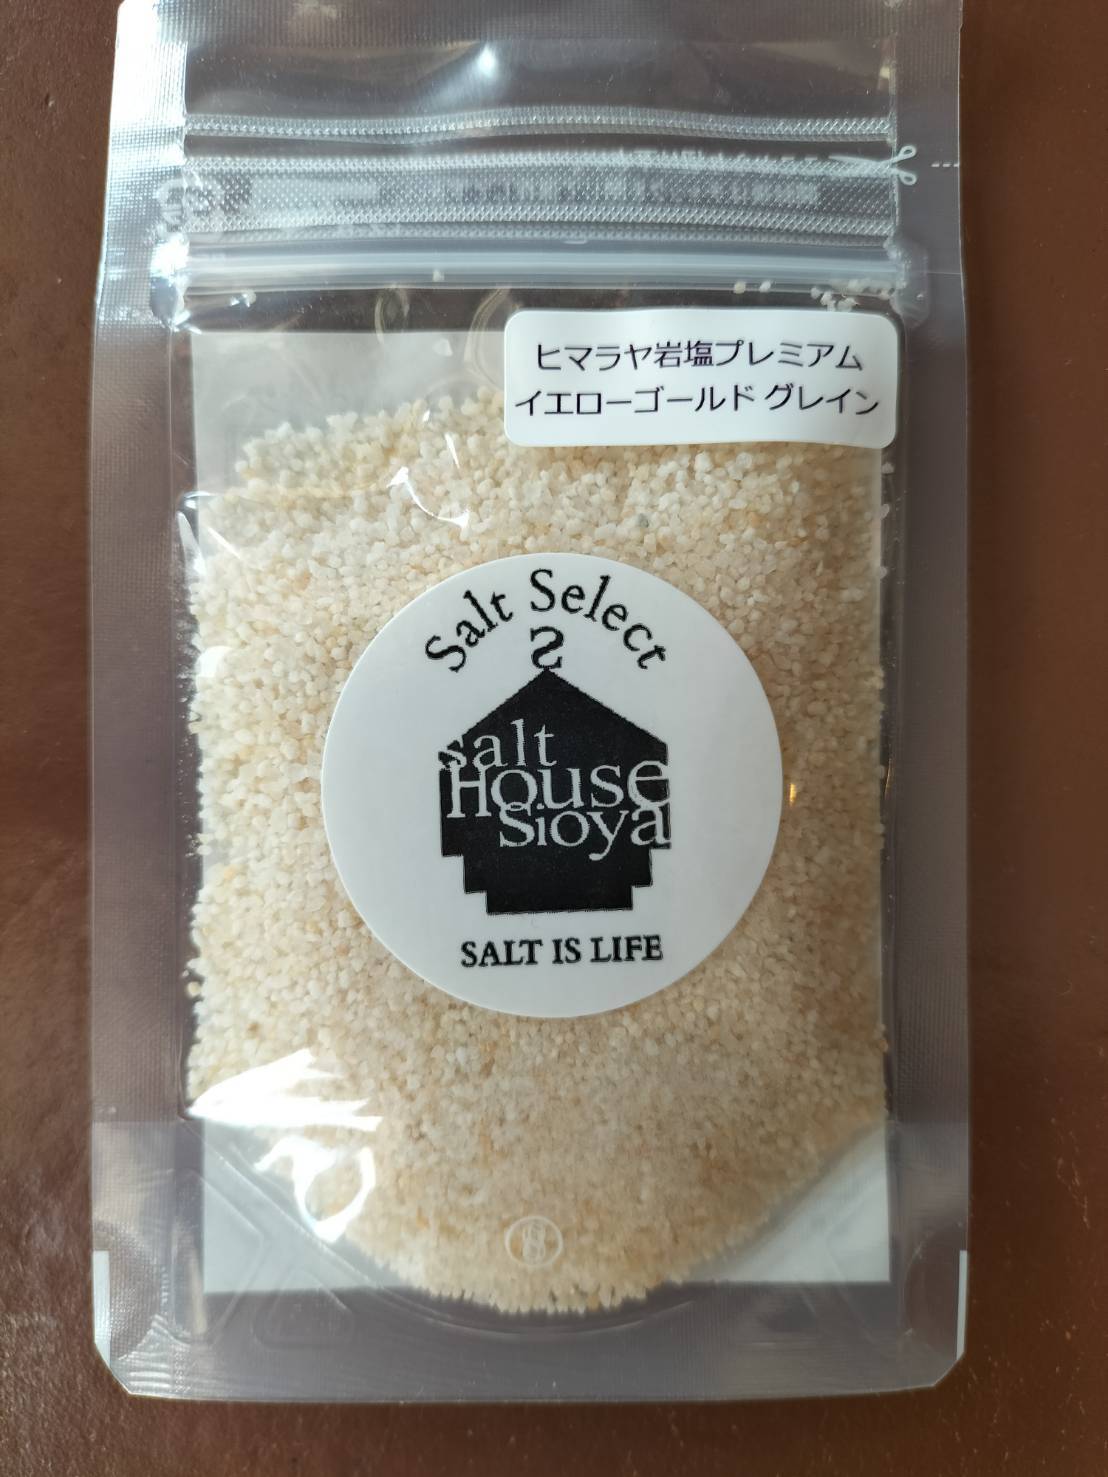 ヒマラヤ岩塩プレミアム
イエローゴールド グレイン
Salt Select
S
salt
House
Sioya
SALT IS LIFE